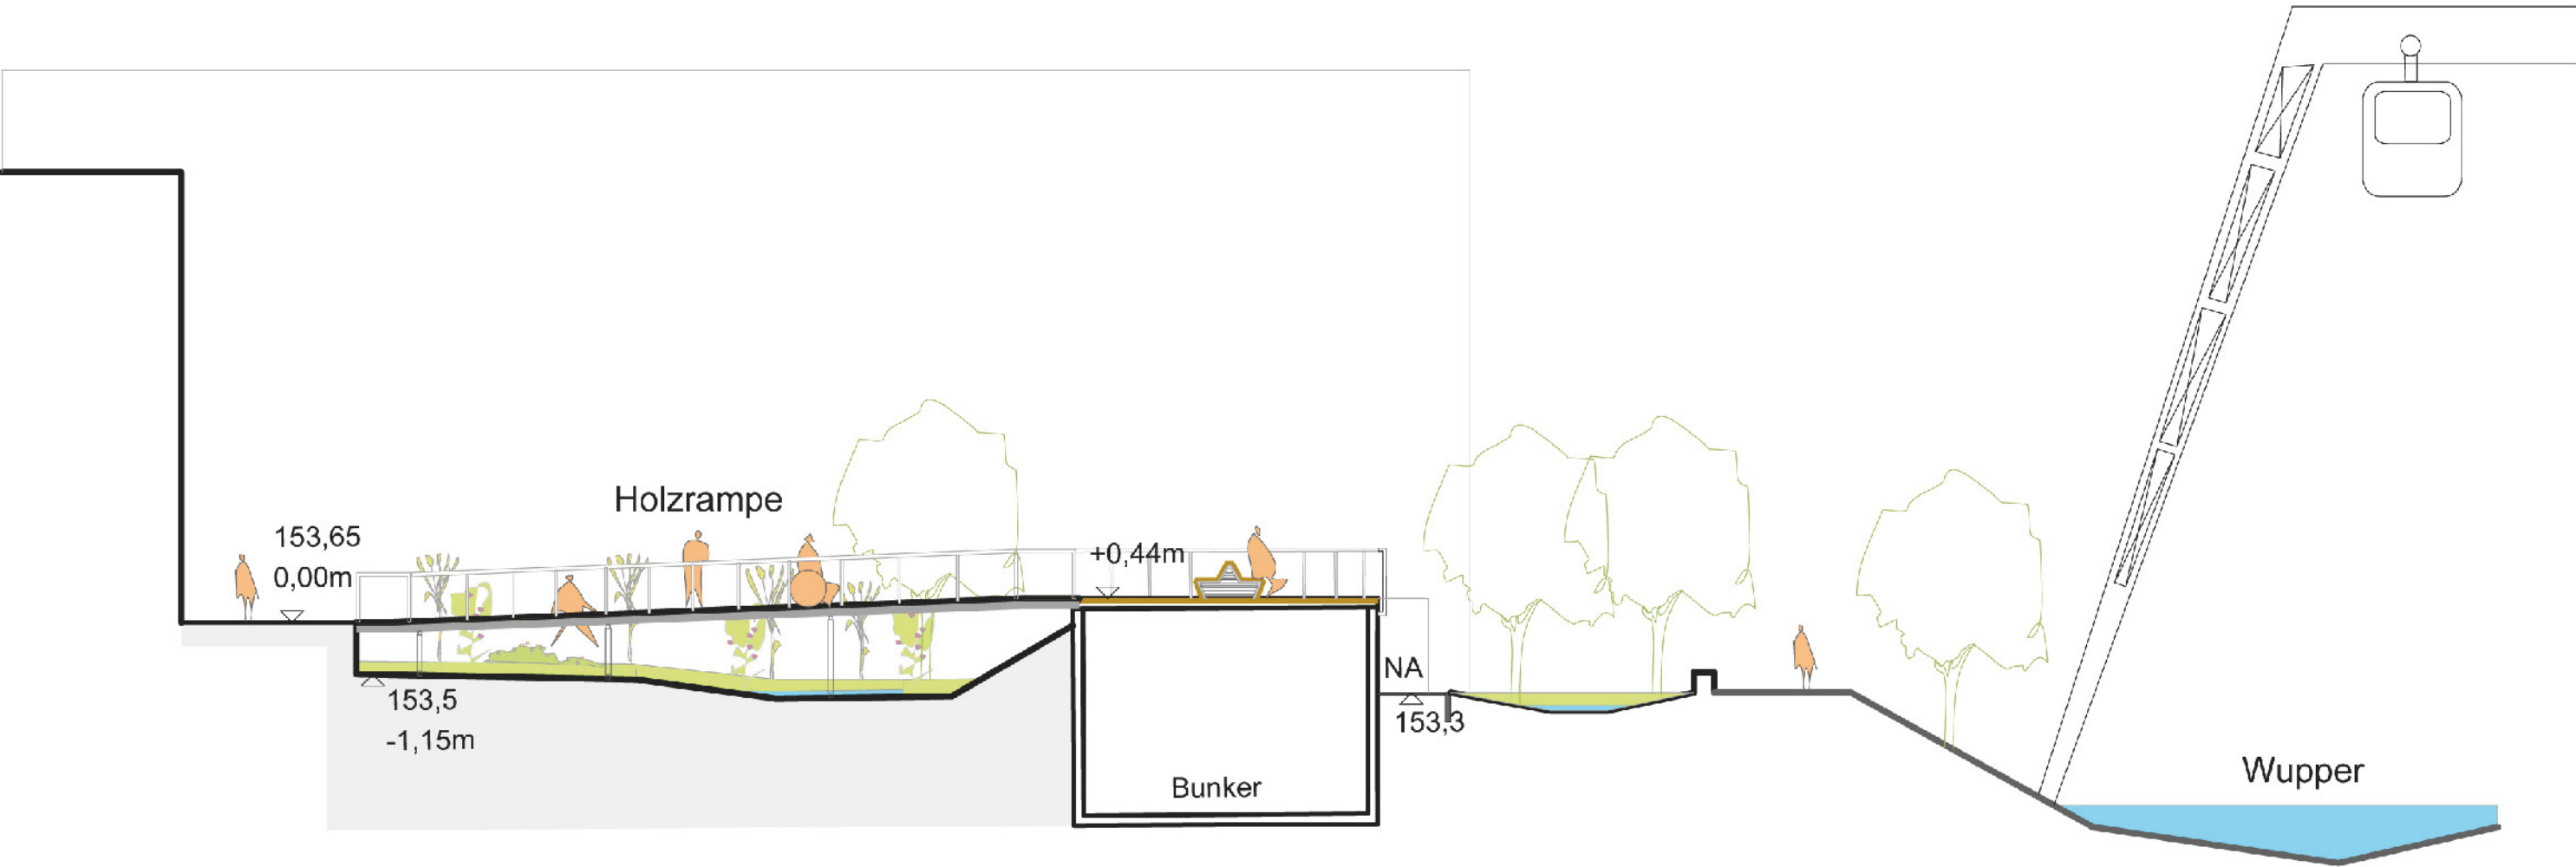 Holzrampe
153,65
0,00m
+0,44m
153,5
-1,15m
NA
153,3
Bunker
Wupper